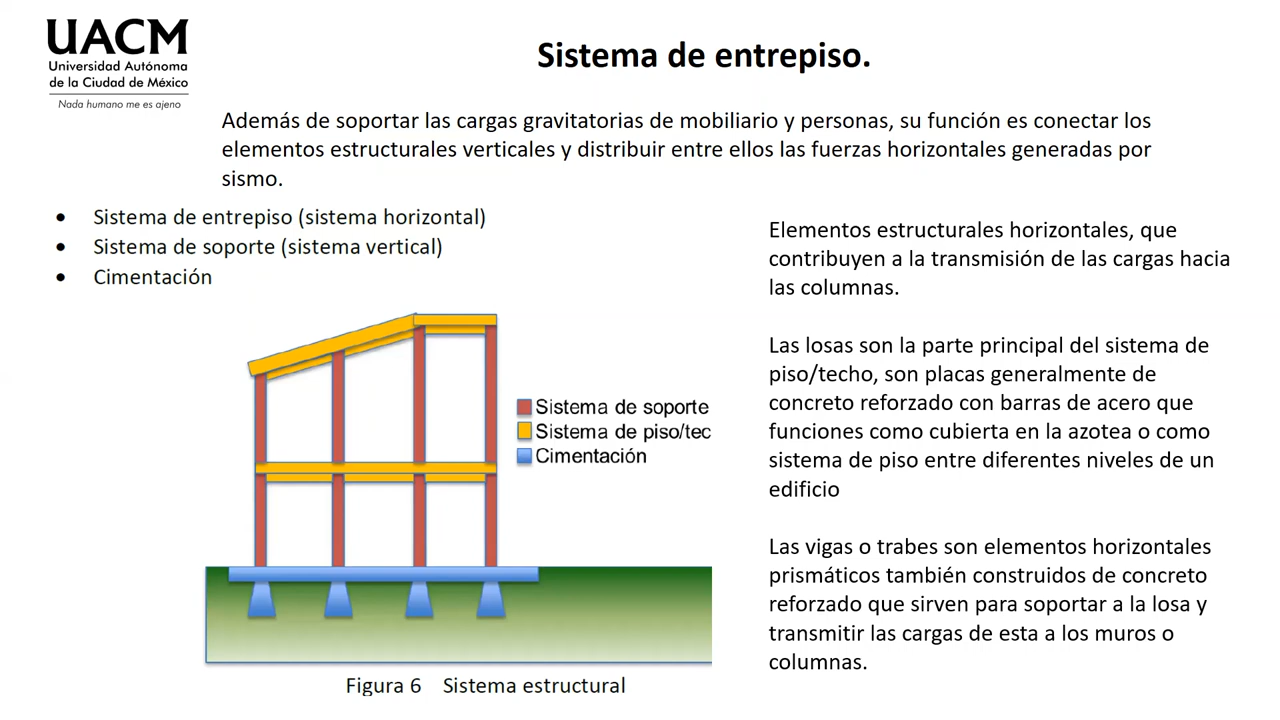 UACM
Universidad Autónoma
de la Ciudad de México
Nada humano me es ajeno
Sistema de entrepiso.
Además de soportar las cargas gravitatorias de mobiliario y personas, su función es conectar los
elementos estructurales verticales y distribuir entre ellos las fuerzas horizontales generadas por
sismo.
• Sistema de entrepiso (sistema horizontal)
• Sistema de soporte (sistema vertical)
• Cimentación
Sistema de soporte
Sistema de piso/tec
Cimentación
Figura 6 Sistema estructural
Elementos estructurales horizontales, que
contribuyen a la transmisión de las cargas hacia
las columnas.
Las losas son la parte principal del sistema de
piso/techo, son placas generalmente de
concreto reforzado con barras de acero que
funciones como cubierta en la azotea o como
sistema de piso entre diferentes niveles de un
edificio
Las vigas o trabes son elementos horizontales
prismáticos también construidos de concreto
reforzado que sirven para soportar a la losa y
transmitir las cargas de esta a los muros o
columnas.